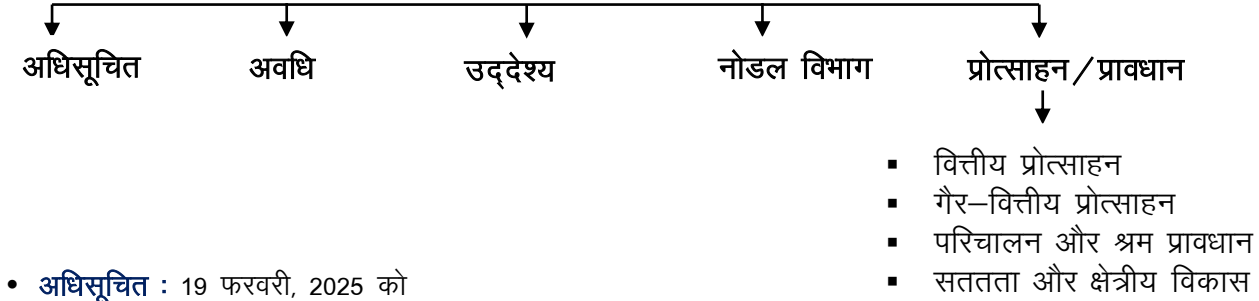 अधिसूचित अवधि उद्देश्य नोडल विभाग प्रोत्साहन/प्रावधान
▪ वित्तीय प्रोत्साहन
▪ गैर–वित्तीय प्रोत्साहन
▪ परिचालन और श्रम प्रावधान
▪ सततता और क्षेत्रीय विकास
• अधिसूचित : 19 फरवरी, 2025 को